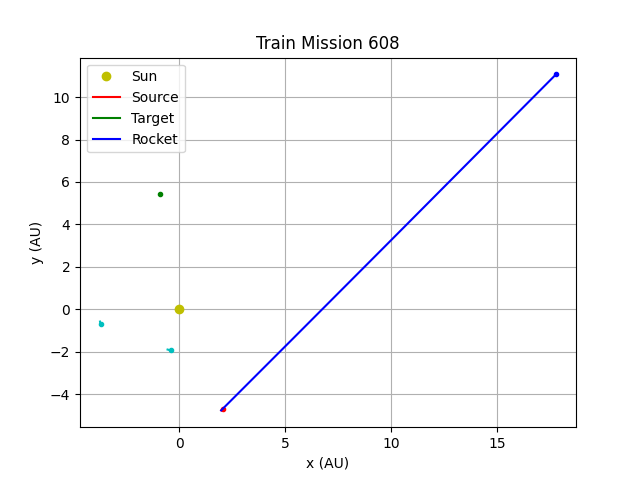 Train Mission 608
Sun
Source
Target
Rocket
10
8
6
4
2
0
−2
−4
y (AU)
0 5 10 15
x (AU)